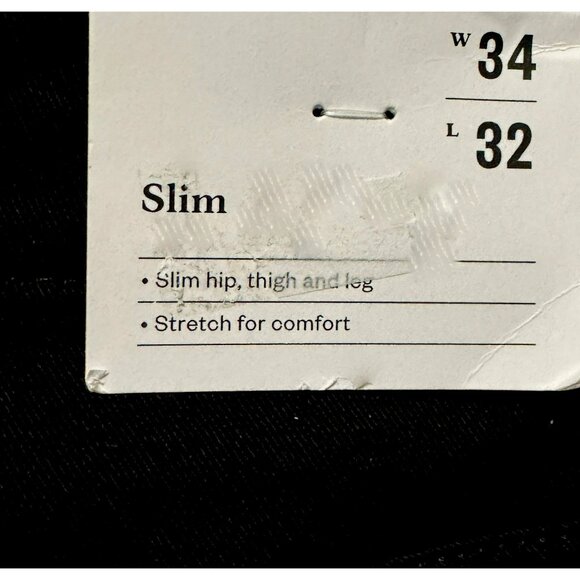 W 34
L 32
Slim
• Slim hip, thigh and leg
• Stretch for comfort